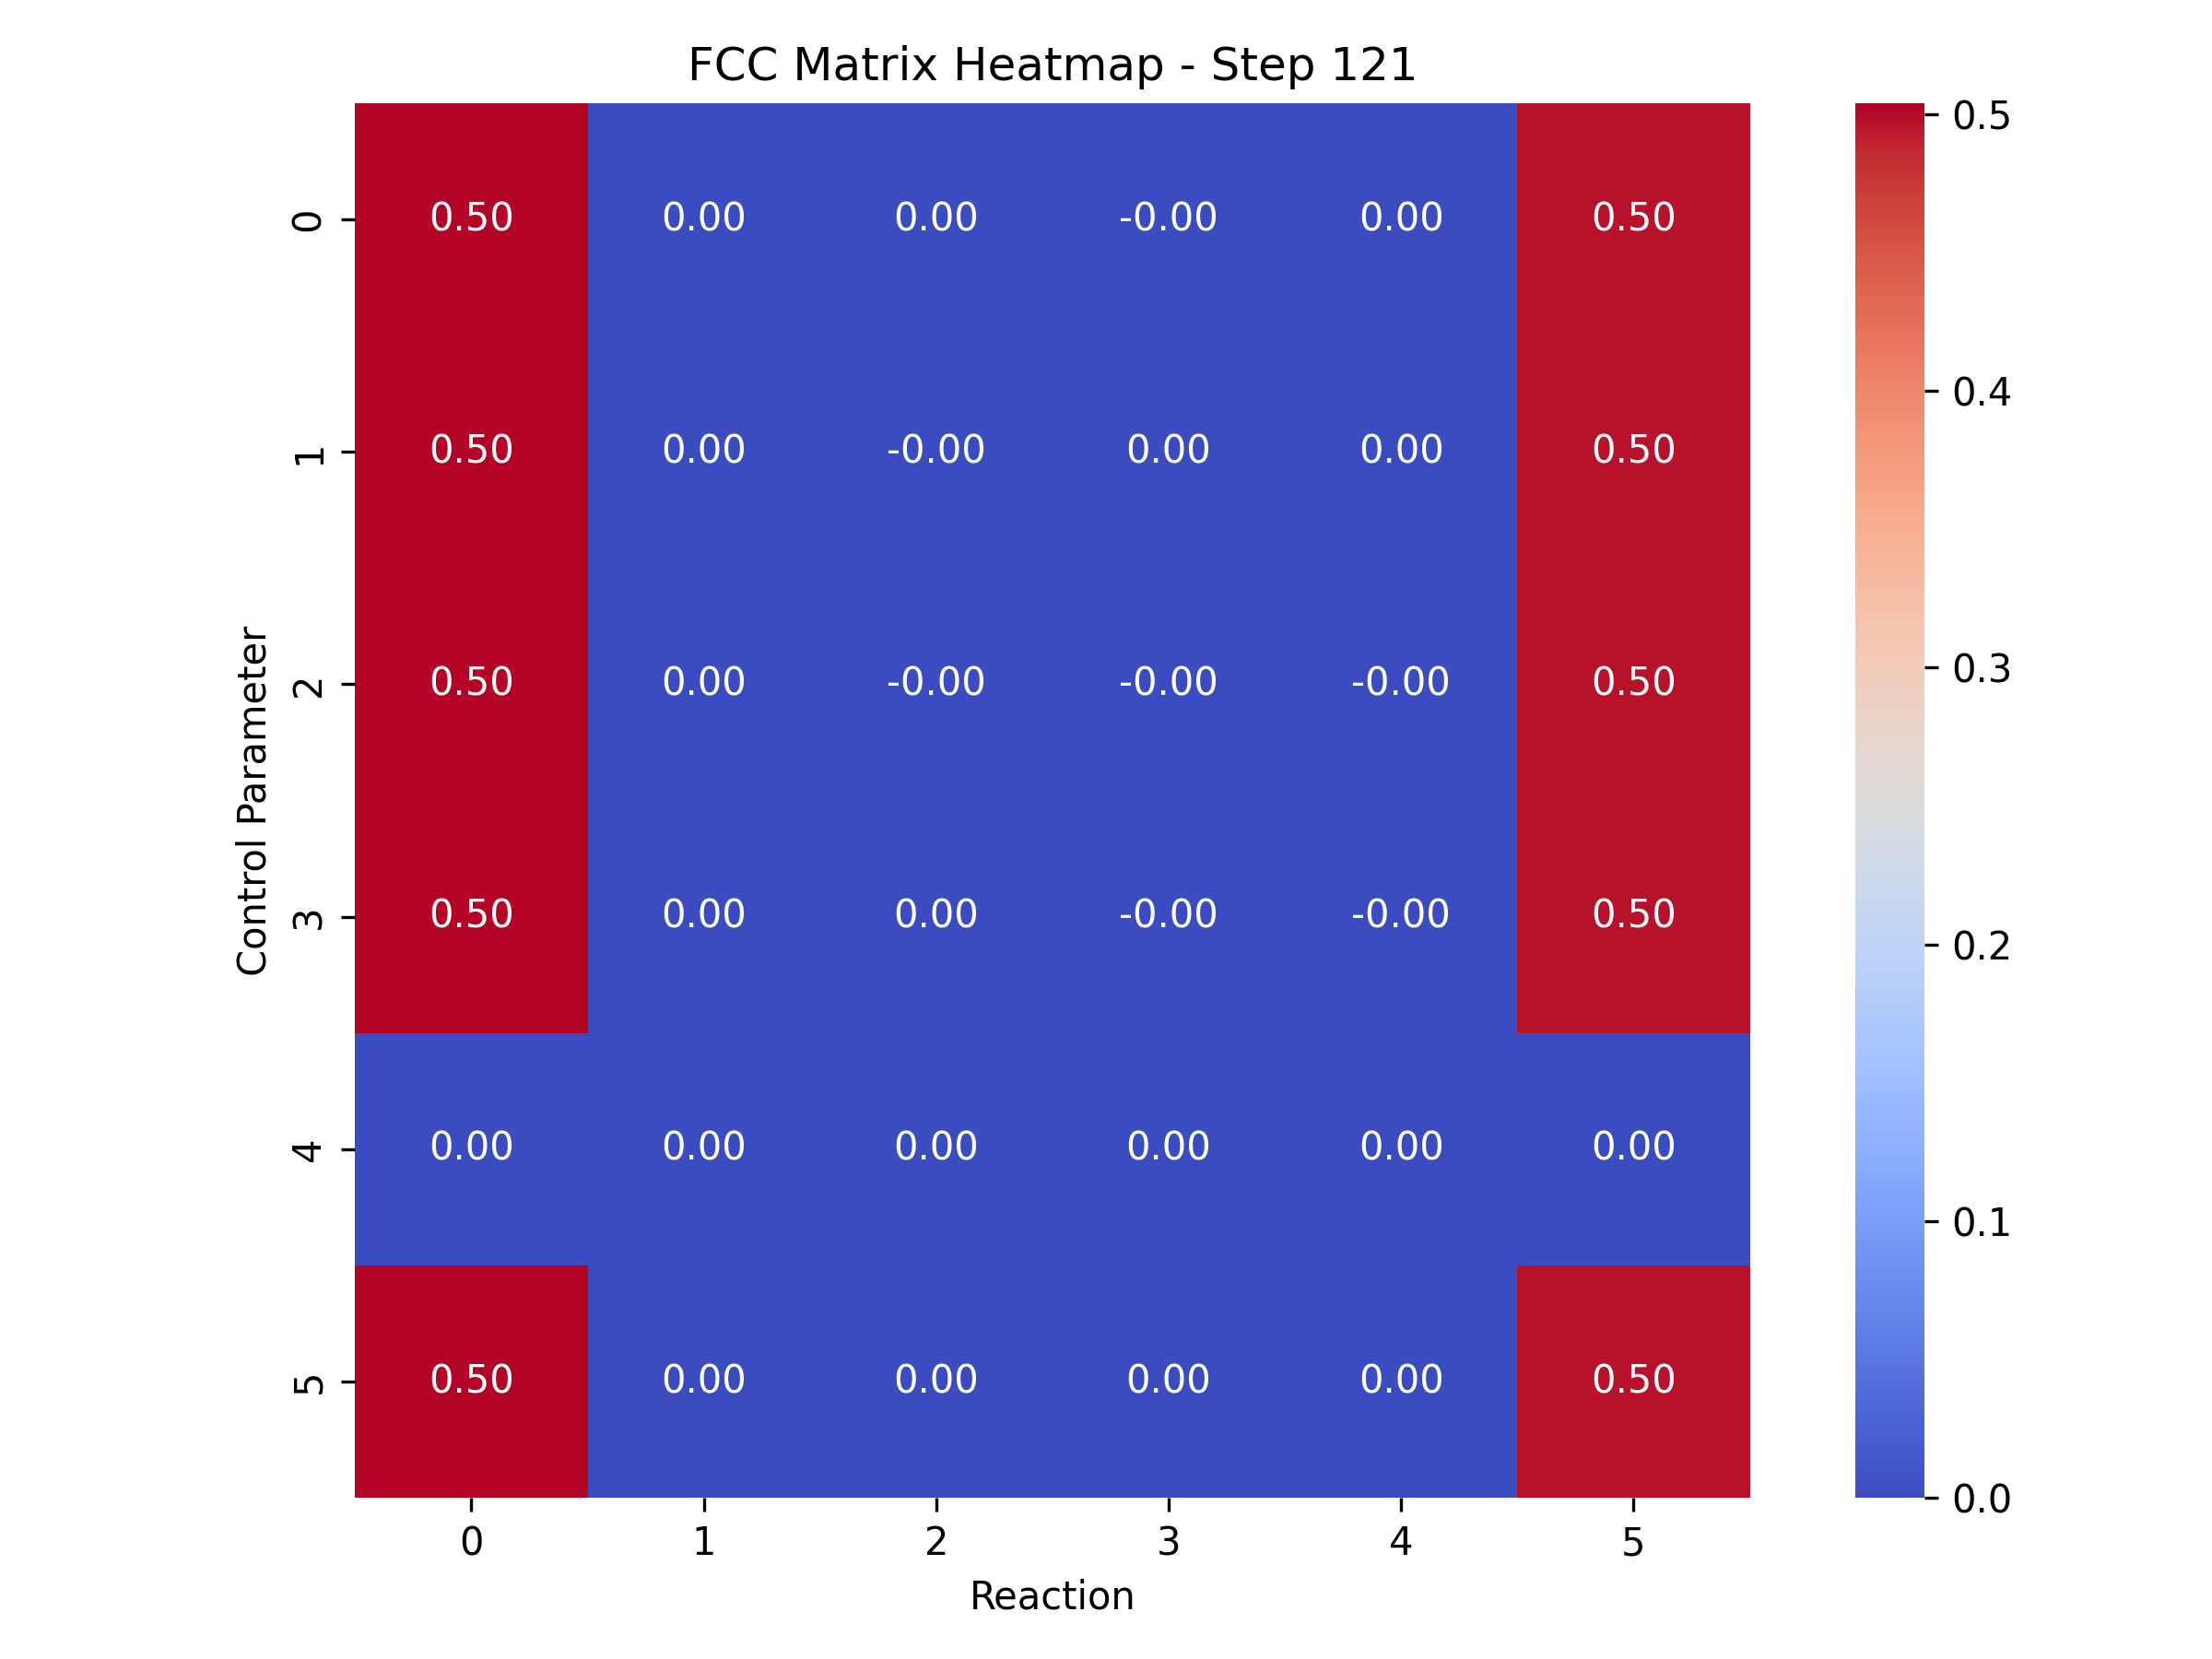 FCC Matrix Heatmap - Step 121
0 0.50 0.00 0.00 -0.00 0.00 0.50
1 0.50 0.00 -0.00 0.00 0.00 0.50
2 0.50 0.00 -0.00 -0.00 -0.00 0.50
3 0.50 0.00 0.00 -0.00 -0.00 0.50
4 0.00 0.00 0.00 0.00 0.00 0.00
5 0.50 0.00 0.00 0.00 0.00 0.50
0 1 2 3 4 5
Reaction
Control Parameter
0.5
0.4
0.3
0.2
0.1
0.0